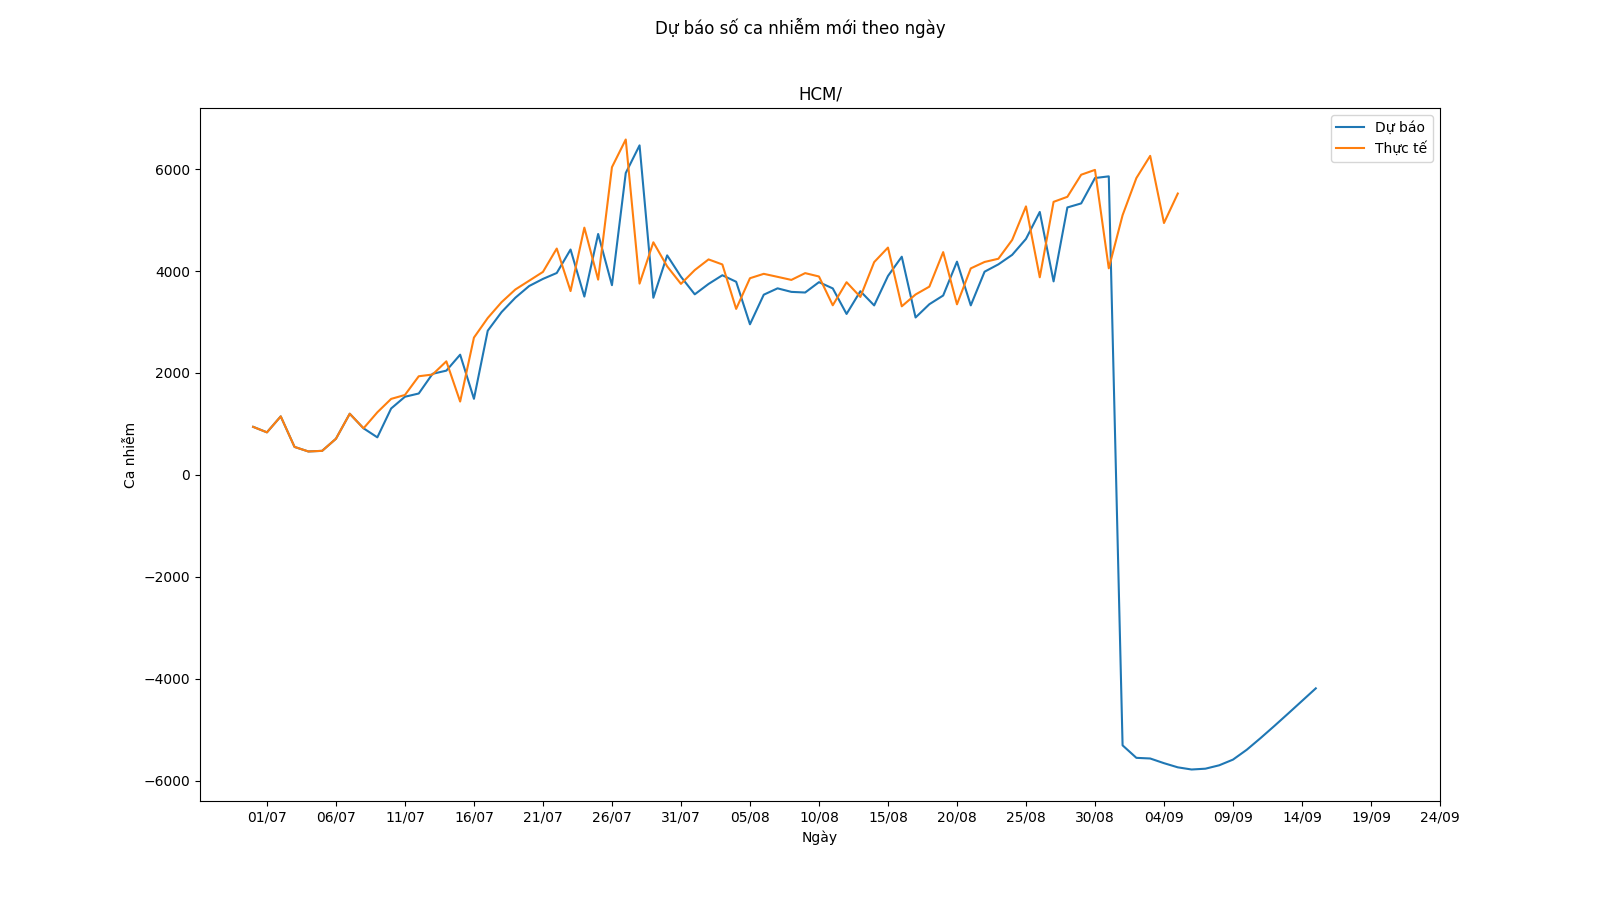 Dự báo số ca nhiễm mới theo ngày
HCM/
Dự báo
Thực tế
6000
4000
2000
0
−2000
−4000
−6000
Ca nhiễm
01/07 06/07 11/07 16/07 21/07 26/07 31/07 05/08 10/08 15/08 20/08 25/08 30/08 04/09 09/09 14/09 19/09 24/09
Ngày